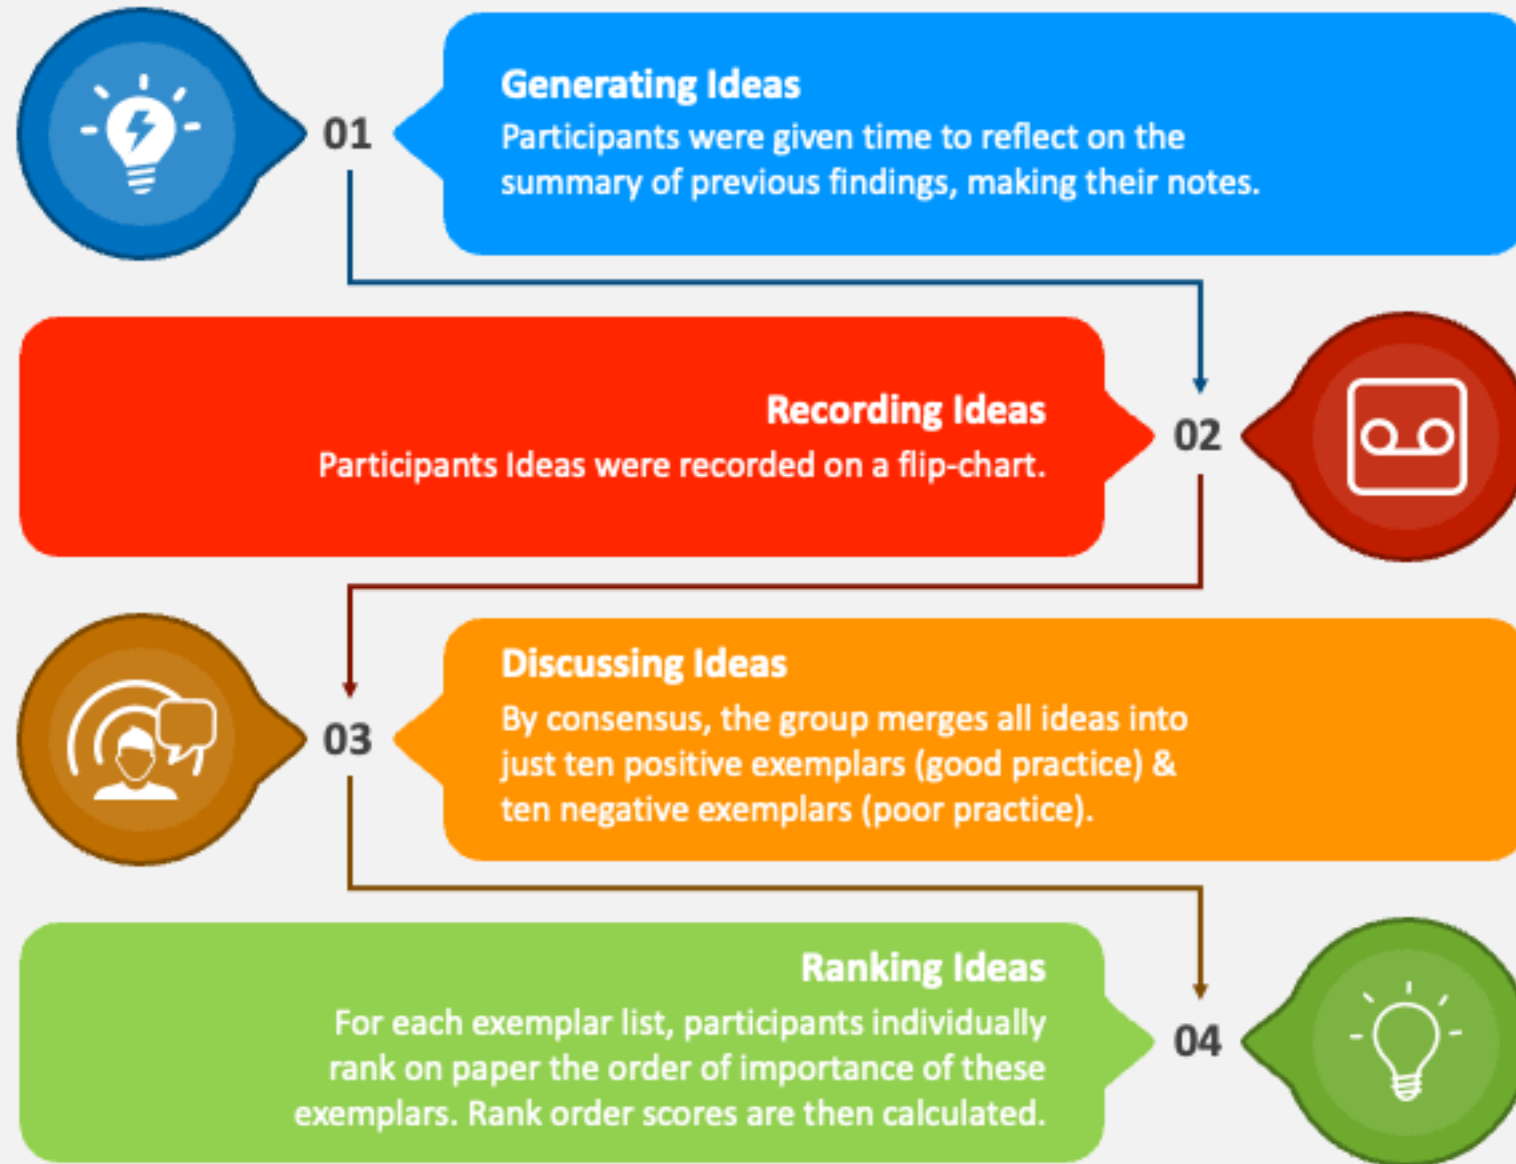 01
Generating Ideas
Participants were given time to reflect on the
summary of previous findings, making their notes.
Recording Ideas
Participants Ideas were recorded on a flip-chart.
02
03
Discussing Ideas
By consensus, the group merges all ideas into
just ten positive exemplars (good practice) &
ten negative exemplars (poor practice).
Ranking Ideas
For each exemplar list, participants individually
rank on paper the order of importance of these
exemplars. Rank order scores are then calculated.
04